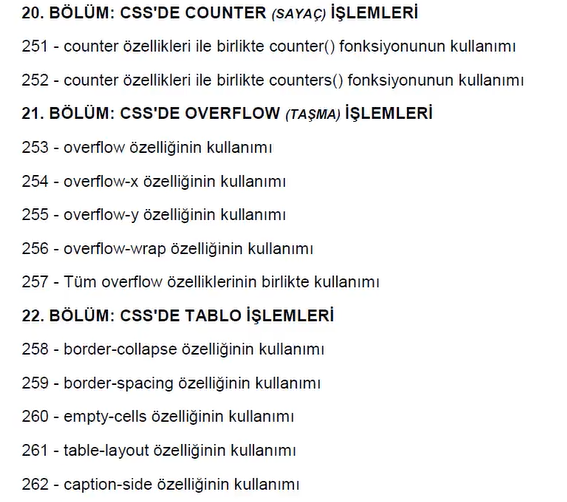 20. BÖLÜM: CSS'DE COUNTER (SAYAÇ) İŞLEMLERİ
251 - counter özellikleri ile birlikte counter() fonksiyonunun kullanımı
252 - counter özellikleri ile birlikte counters() fonksiyonunun kullanımı
21. BÖLÜM: CSS'DE OVERFLOW (TAŞMA) İŞLEMLERİ
253 - overflow özelliğinin kullanımı
254 - overflow-x özelliğinin kullanımı
255 - overflow-y özelliğinin kullanımı
256 - overflow-wrap özelliğinin kullanımı
257 - Tüm overflow özelliklerinin birlikte kullanımı
22. BÖLÜM: CSS'DE TABLO İŞLEMLERİ
258 - border-collapse özelliğinin kullanımı
259 - border-spacing özelliğinin kullanımı
260 - empty-cells özelliğinin kullanımı
261 - table-layout özelliğinin kullanımı
262 - caption-side özelliğinin kullanımı